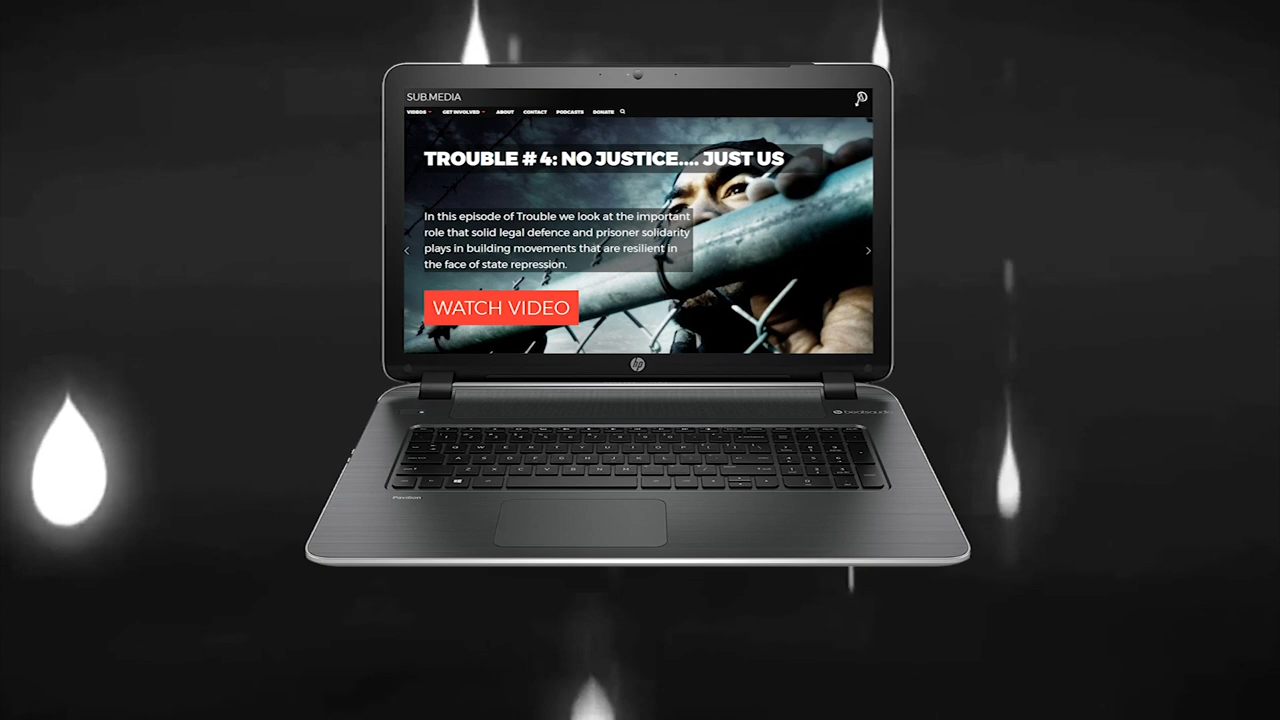 SUB.MEDIA
VIDEOS GET INVOLVED ABOUT CONTACT PODCASTS DONATE
TROUBLE # 4: NO JUSTICE.... JUST US
In this episode of Trouble we look at the important
role that solid legal defence and prisoner solidarity
plays in building movements that are resilient in
the face of state repression.
WATCH VIDEO
hp
beatsaudio
Pavilion